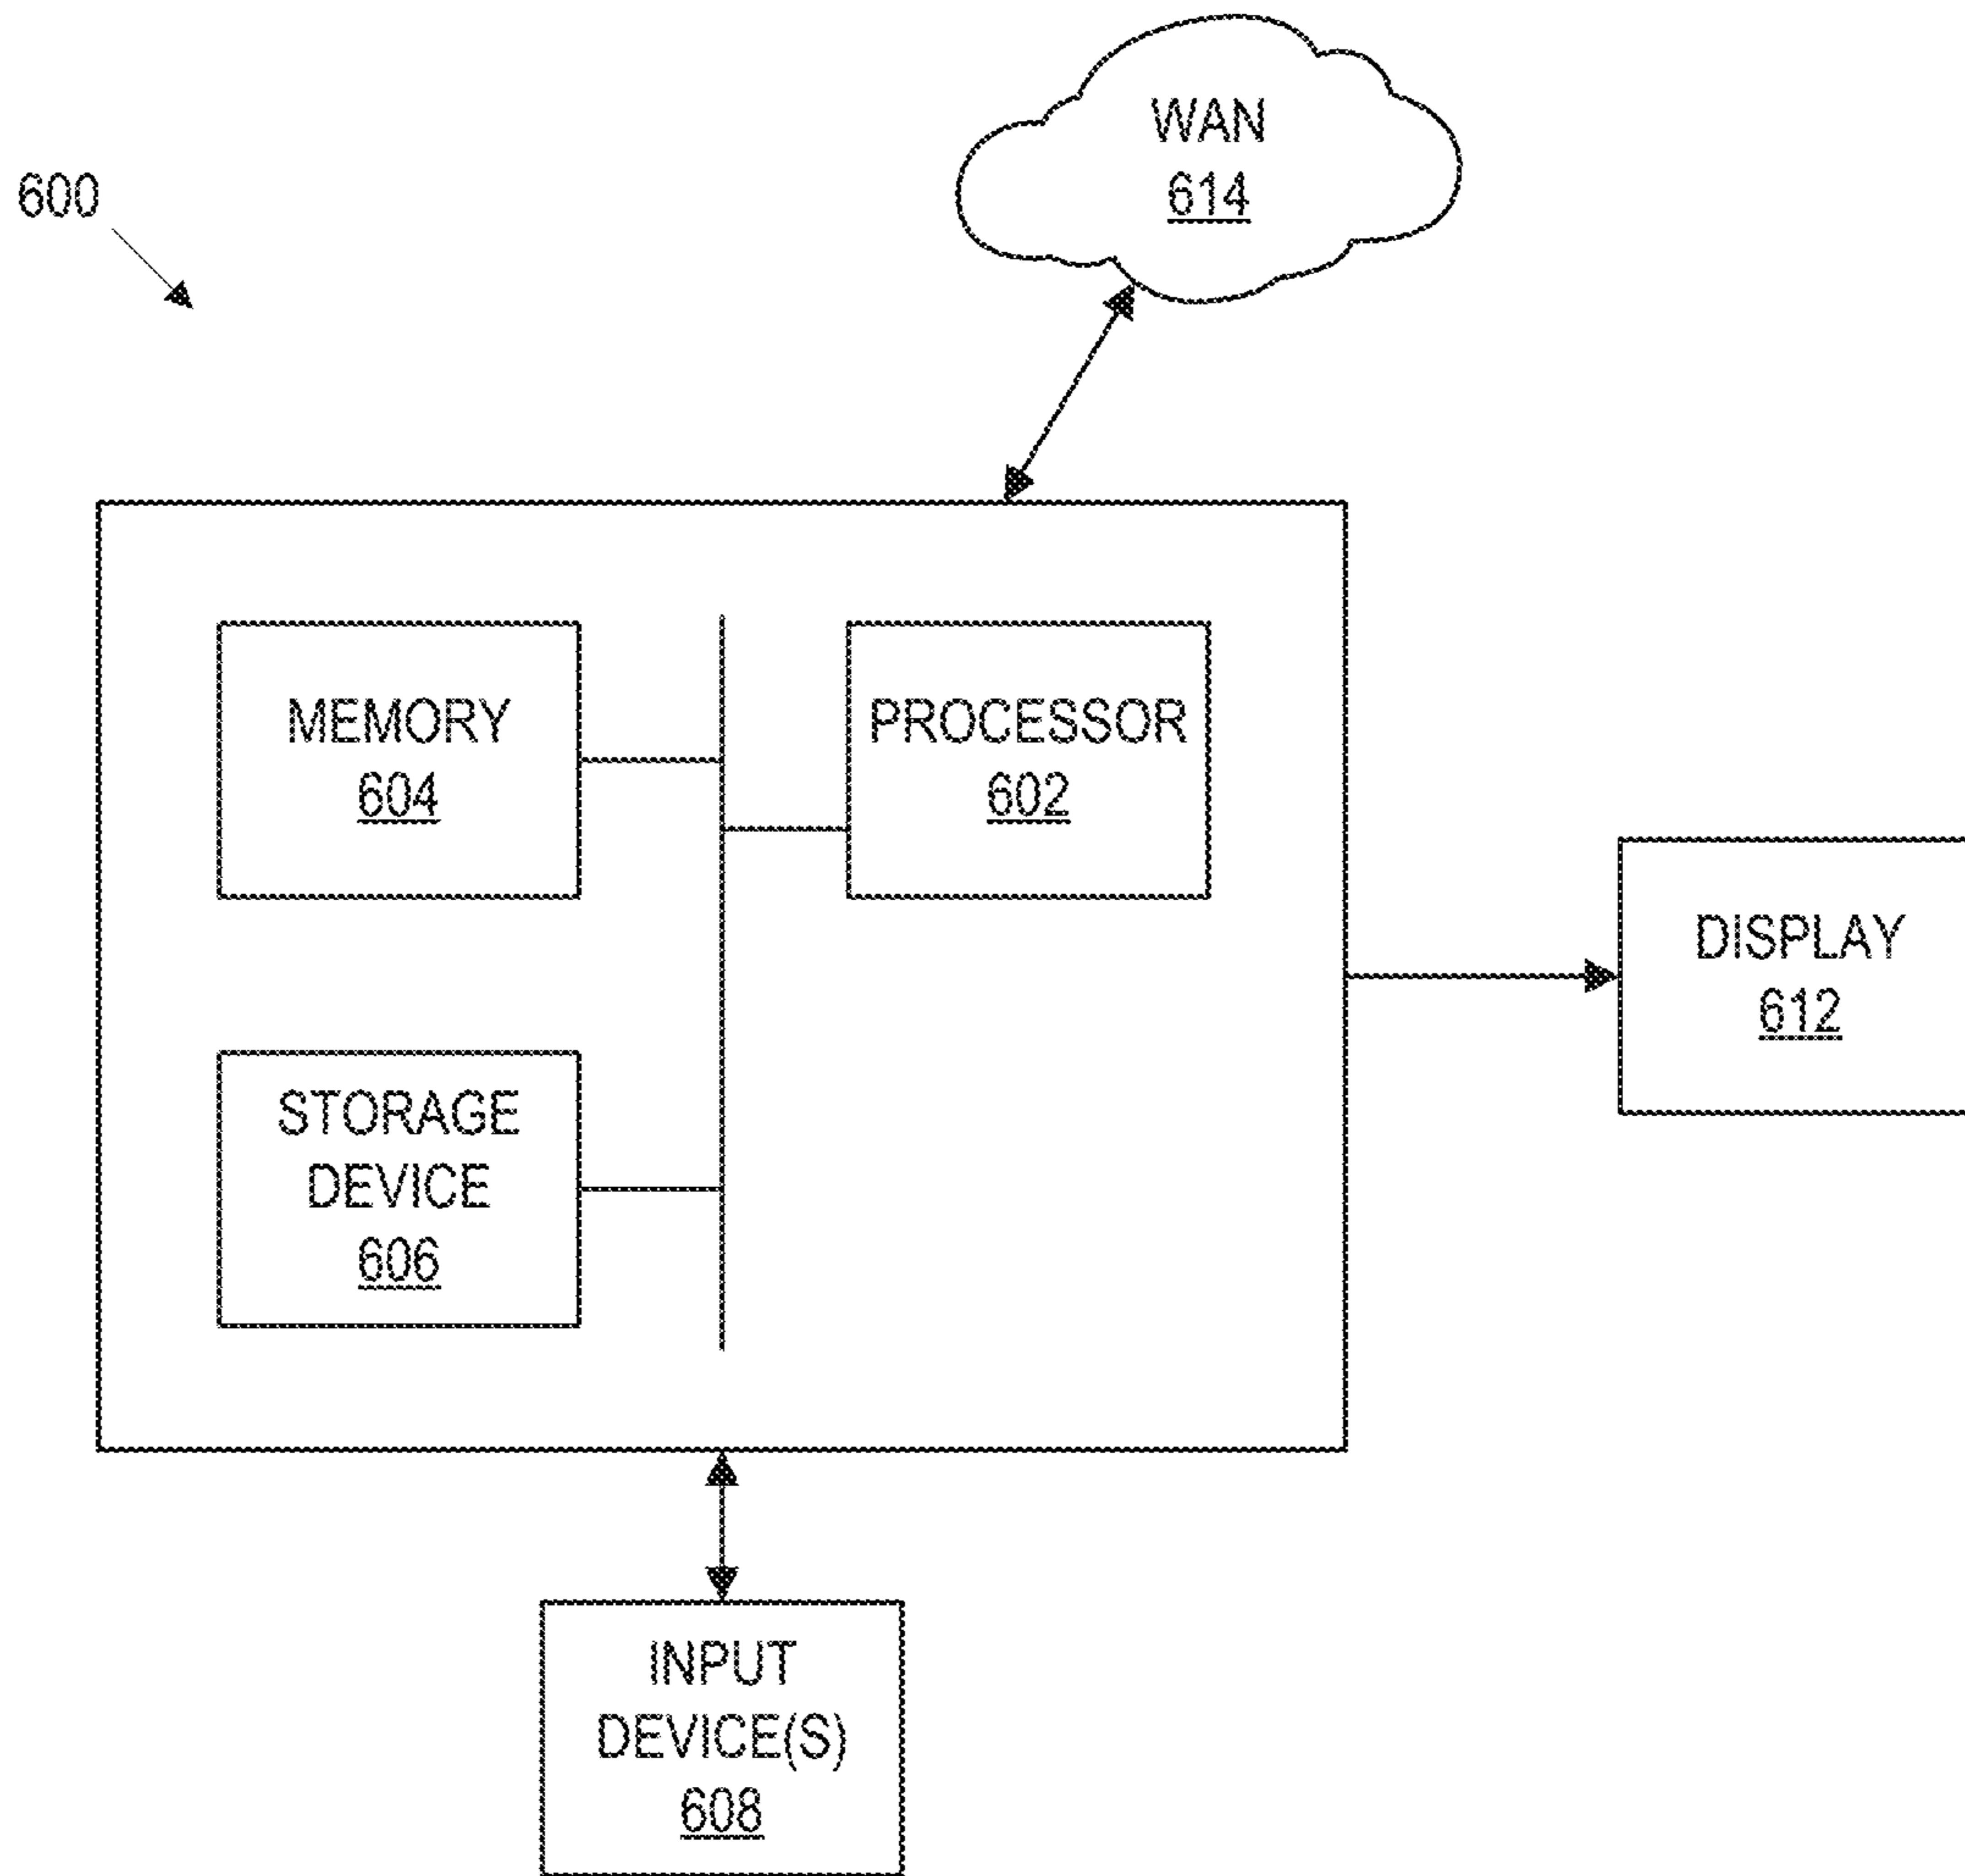 WAN
614
600
MEMORY
604
PROCESSOR
602
DISPLAY
612
STORAGE
DEVICE
606
INPUT
DEVICE(S)
608